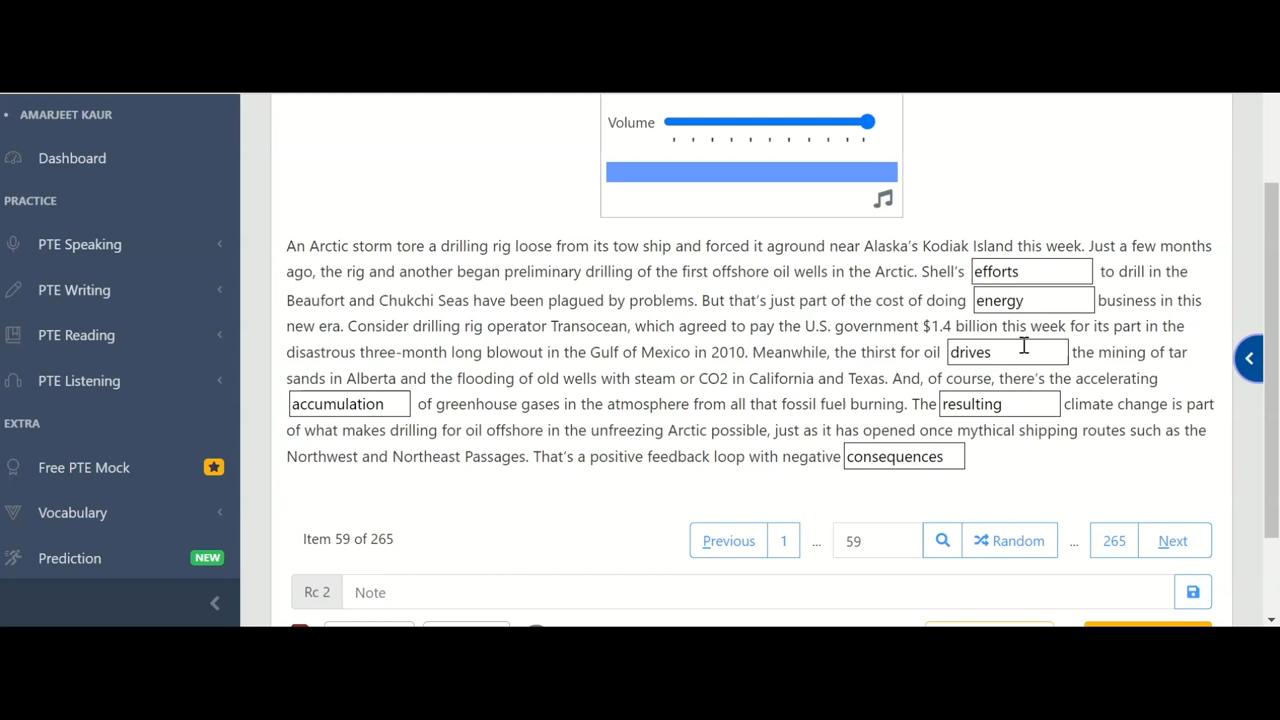 AMARJEET KAUR
Dashboard
PRACTICE
PTE Speaking
PTE Writing
PTE Reading
PTE Listening
EXTRA
Free PTE Mock
Vocabulary
Prediction NEW
Volume
An Arctic storm tore a drilling rig loose from its tow ship and forced it aground near Alaska's Kodiak Island this week. Just a few months
ago, the rig and another began preliminary drilling of the first offshore oil wells in the Arctic. Shell's efforts to drill in the
Beaufort and Chukchi Seas have been plagued by problems. But that's just part of the cost of doing energy business in this
new era. Consider drilling rig operator Transocean, which agreed to pay the U.S. government $1.4 billion this week for its part in the
disastrous three-month long blowout in the Gulf of Mexico in 2010. Meanwhile, the thirst for oil drives the mining of tar
sands in Alberta and the flooding of old wells with steam or CO2 in California and Texas. And, of course, there's the accelerating
accumulation of greenhouse gases in the atmosphere from all that fossil fuel burning. The resulting climate change is part
of what makes drilling for oil offshore in the unfreezing Arctic possible, just as it has opened once mythical shipping routes such as the
Northwest and Northeast Passages. That's a positive feedback loop with negative consequences
Item 59 of 265
Previous 1 ... 59 Random ... 265 Next
Rc 2 Note